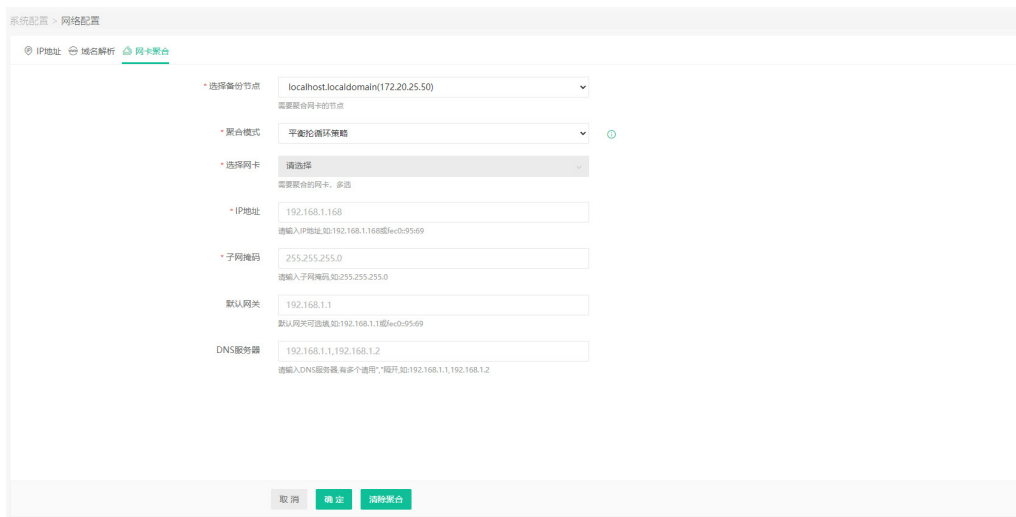 系统配置 > 网络配置
IP地址 域名解析 网卡聚合
* 选择备份节点 localhost.localdomain(172.20.25.50)
需要聚合网卡的节点
* 聚合模式 平衡抡循环策略
* 选择网卡 请选择
需要聚合的网卡，多选
* IP地址 192.168.1.168
请输入IP地址,如:192.168.1.168或fec0::95:69
* 子网掩码 255.255.255.0
请输入子网掩码,如:255.255.255.0
默认网关 192.168.1.1
默认网关可选填,如:192.168.1.1或fec0::95:69
DNS服务器 192.168.1.1,192.168.1.2
请输入DNS服务器,有多个请用","隔开,如:192.168.1.1,192.168.1.2
取 消 确 定 清除聚合